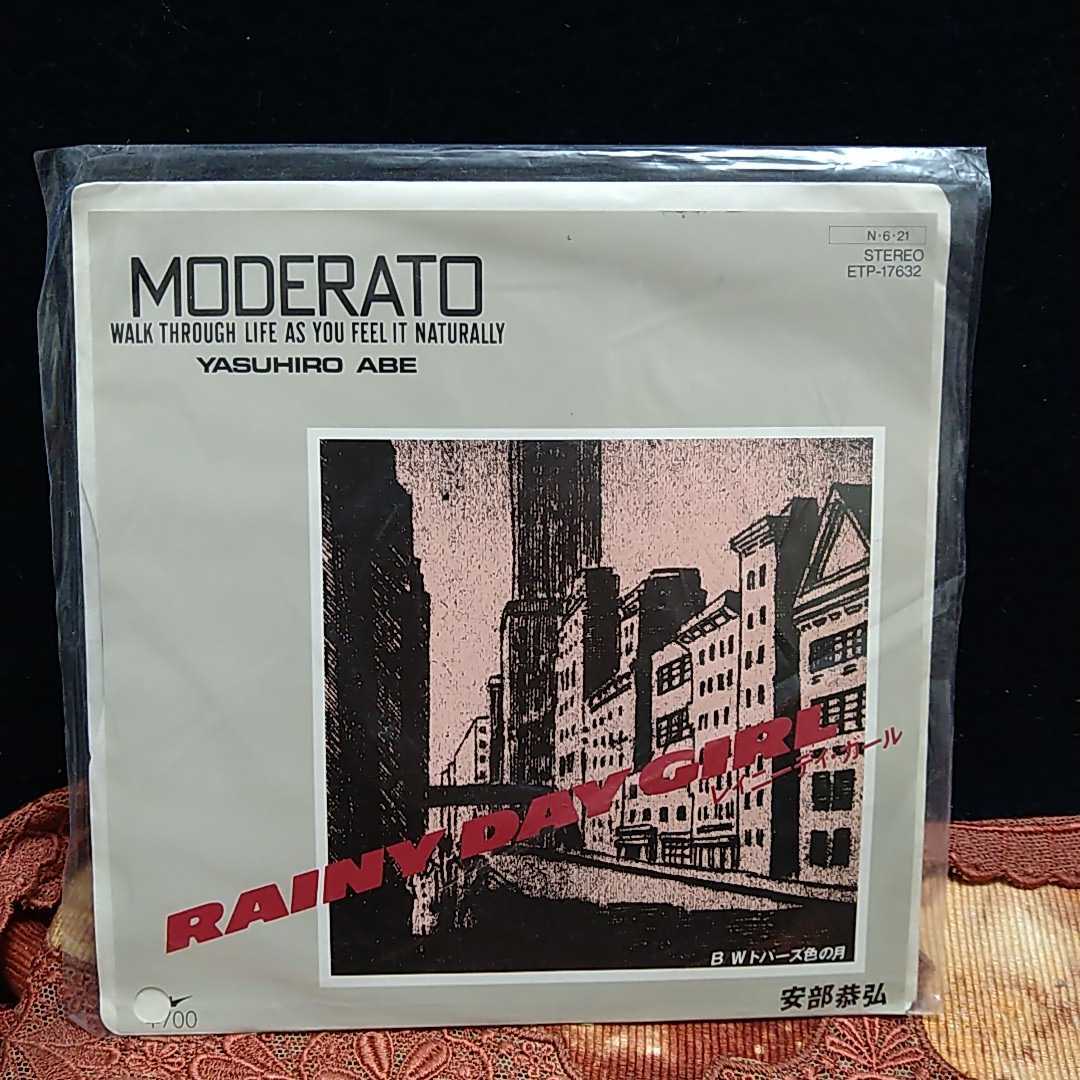 N・6・21
STEREO
ETP-17632
MODERATO
WALK THROUGH LIFE AS YOU FEEL IT NATURALLY
YASUHIRO ABE
RAINY DAY GIRL
レイニーデイ・ガール
B W トパーズ色の月
安部恭弘
700